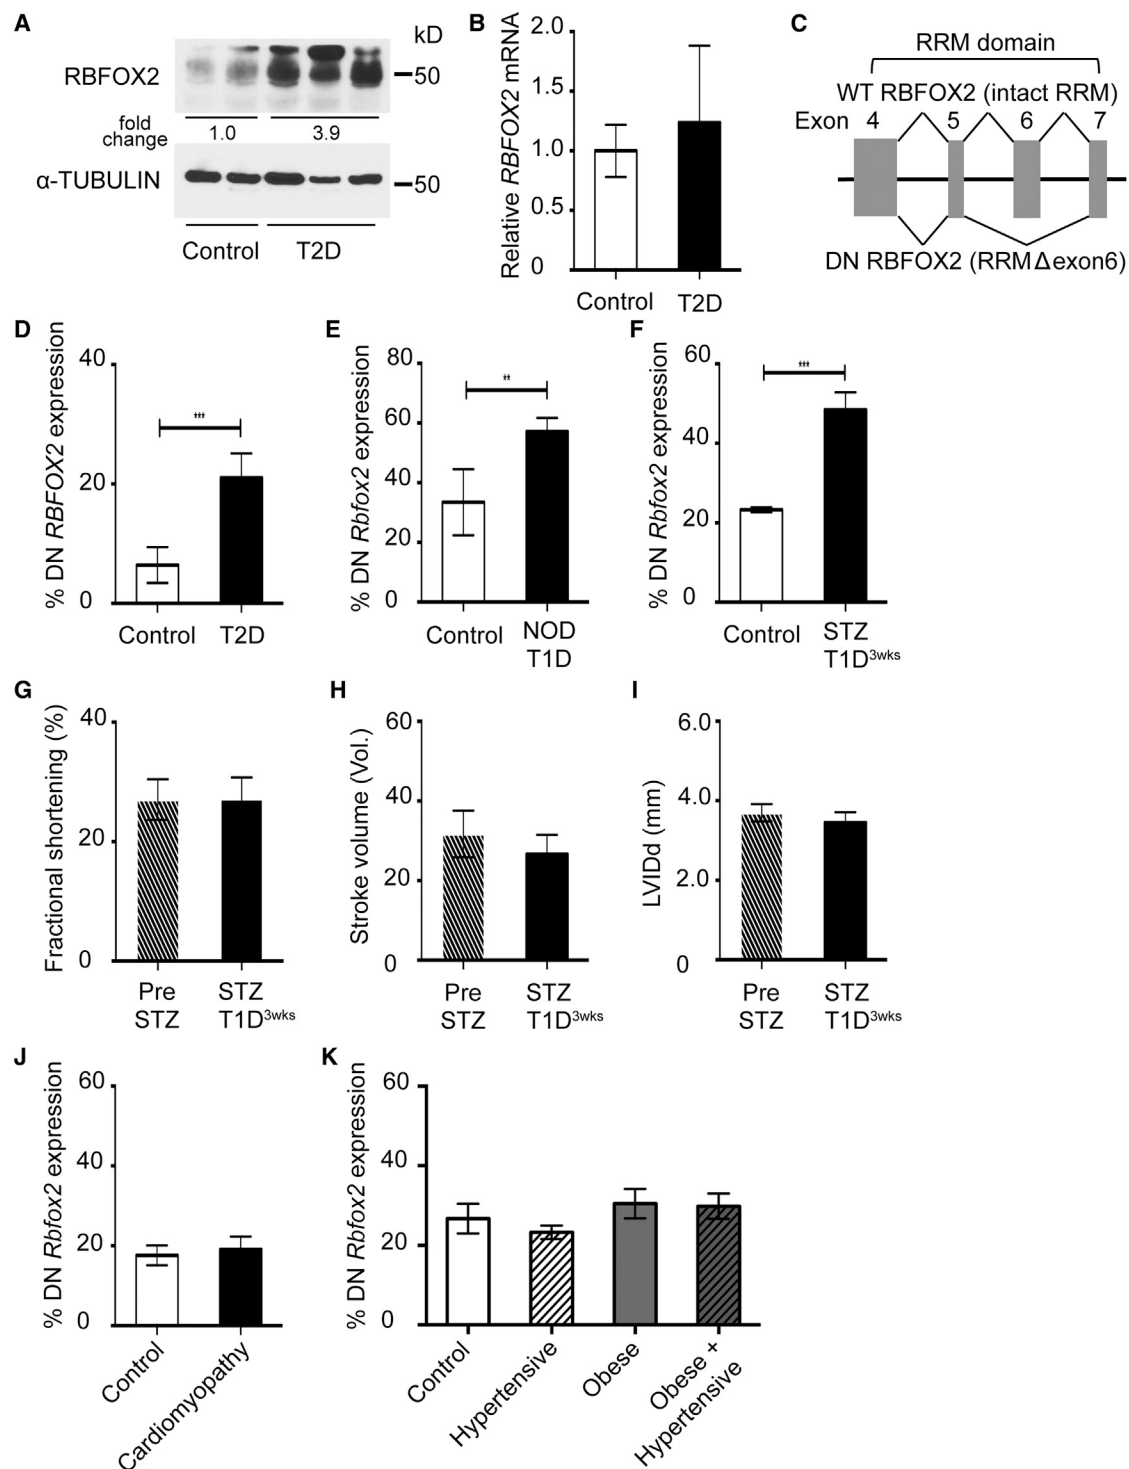 A
kD
RBFOX2
50
fold
change
1.0
3.9
α-TUBULIN
50
Control
T2D
B
Relative RBFOX2 mRNA
2.0
1.5
1.0
0.5
0
Control
T2D
C
RRM domain
WT RBFOX2 (intact RRM)
Exon 4 5 6 7
DN RBFOX2 (RRMΔexon6)
D
% DN RBFOX2 expression
40
20
0
***
Control
T2D
E
% DN Rbfox2 expression
80
60
40
20
0
**
Control
NOD
T1D
F
% DN Rbfox2 expression
60
40
20
0
***
Control
STZ
T1D3wks
G
Fractional shortening (%)
40
20
0
Pre
STZ
STZ
T1D3wks
H
Stroke volume (Vol.)
60
40
20
0
Pre
STZ
STZ
T1D3wks
I
LVIDd (mm)
6.0
4.0
2.0
0
Pre
STZ
STZ
T1D3wks
J
% DN Rbfox2 expression
60
40
20
0
Control
Cardiomyopathy
K
% DN Rbfox2 expression
60
40
20
0
Control
Hypertensive
Obese
Obese +
Hypertensive